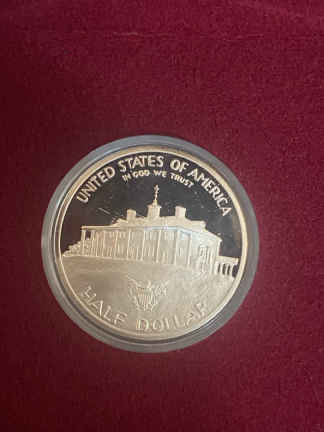 UNITED STATES OF AMERICA
IN GOD WE TRUST
HALF DOLLAR